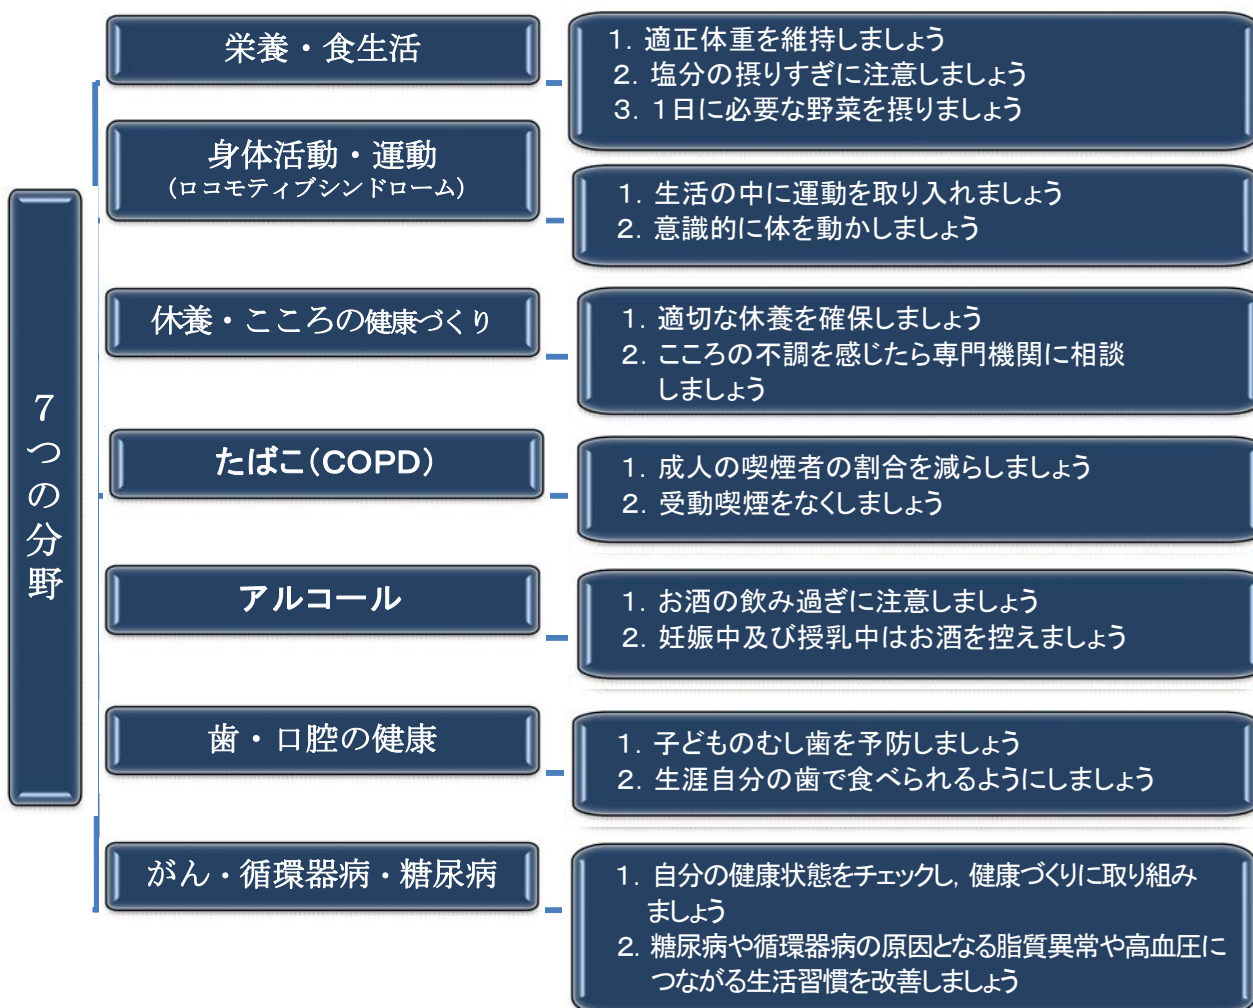 7つの分野
栄養・食生活
1．適正体重を維持しましょう
2．塩分の摂りすぎに注意しましょう
3．1日に必要な野菜を摂りましょう
身体活動・運動
(ロコモティブシンドローム)
1．生活の中に運動を取り入れましょう
2．意識的に体を動かしましょう
休養・こころの健康づくり
1．適切な休養を確保しましょう
2．こころの不調を感じたら専門機関に相談
しましょう
たばこ(COPD)
1．成人の喫煙者の割合を減らしましょう
2．受動喫煙をなくしましょう
アルコール
1．お酒の飲み過ぎに注意しましょう
2．妊娠中及び授乳中はお酒を控えましょう
歯・口腔の健康
1．子どものむし歯を予防しましょう
2．生涯自分の歯で食べられるようにしましょう
がん・循環器病・糖尿病
1．自分の健康状態をチェックし，健康づくりに取り組み
ましょう
2．糖尿病や循環器病の原因となる脂質異常や高血圧に
つながる生活習慣を改善しましょう